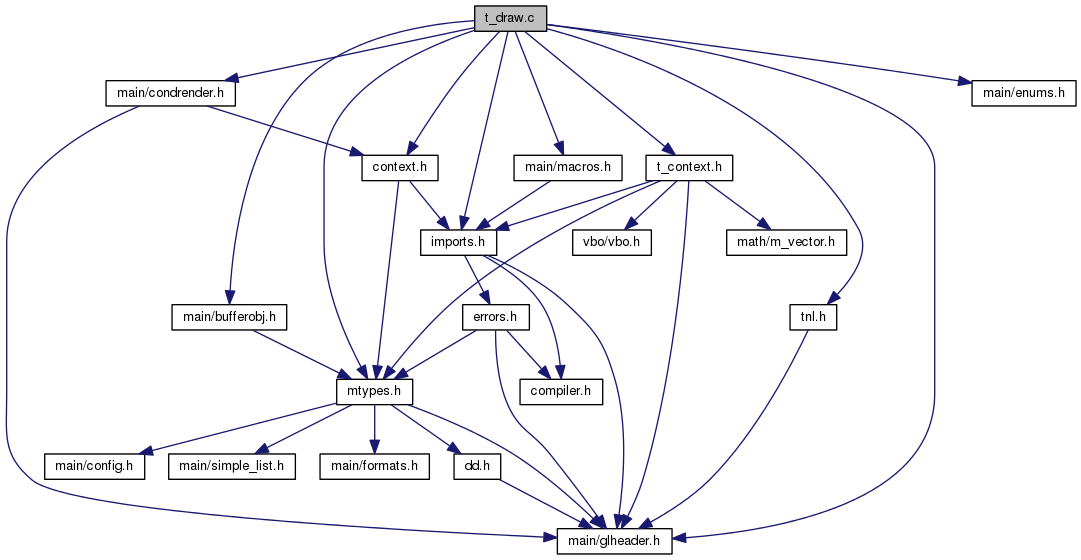 t_draw.c
main/condrender.h
main/enums.h
context.h
main/macros.h
t_context.h
imports.h
vbo/vbo.h
math/m_vector.h
main/bufferobj.h
errors.h
tnl.h
mtypes.h
compiler.h
main/config.h
main/simple_list.h
main/formats.h
dd.h
main/glheader.h